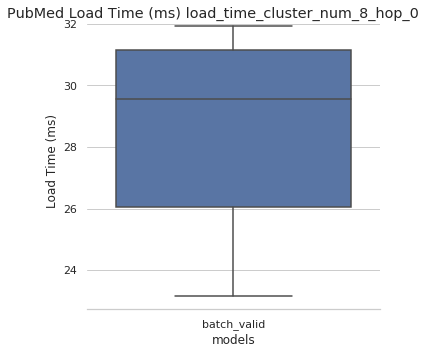 PubMed Load Time (ms) load_time_cluster_num_8_hop_0
32
30
28
26
24
Load Time (ms)
batch_valid
models